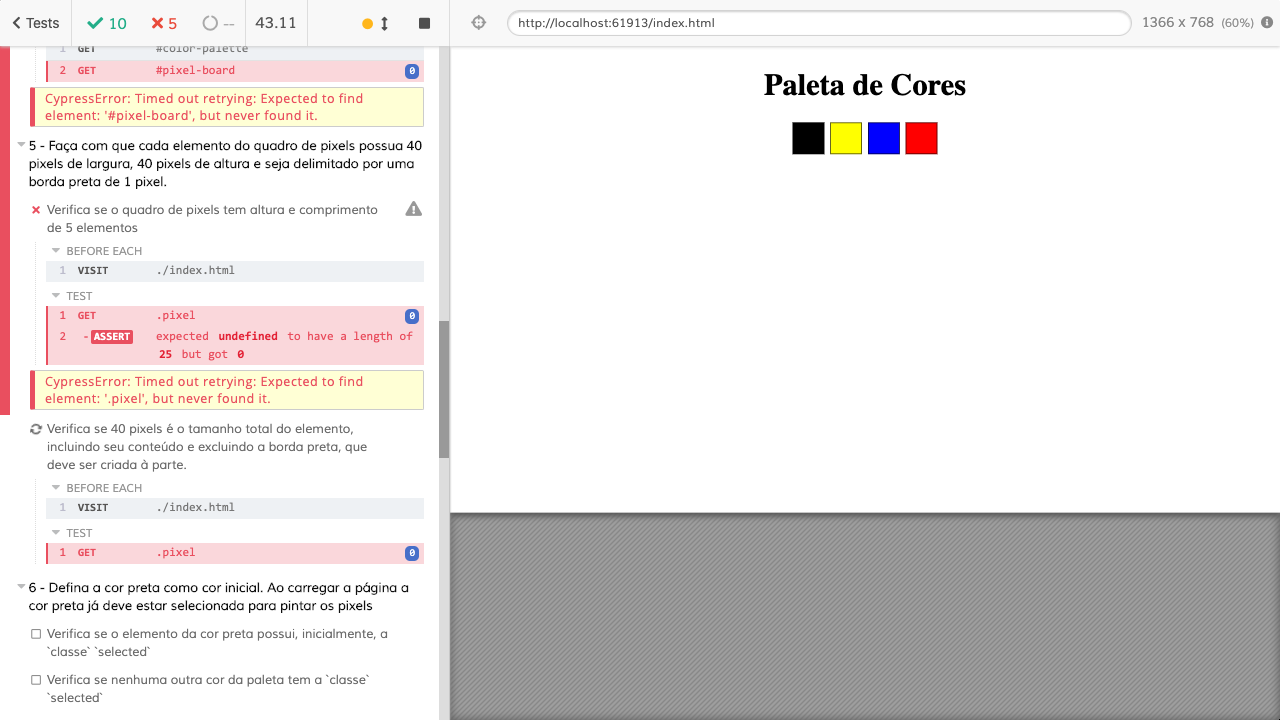 Tests 10 5 -- 43.11
http://localhost:61913/index.html
1366 x 768 (60%)
1 GET #color-palette
2 GET #pixel-board 0
CypressError: Timed out retrying: Expected to find
element: '#pixel-board', but never found it.
5 - Faça com que cada elemento do quadro de pixels possua 40
pixels de largura, 40 pixels de altura e seja delimitado por uma
borda preta de 1 pixel.
Verifica se o quadro de pixels tem altura e comprimento
de 5 elementos
BEFORE EACH
1 VISIT ./index.html
TEST
1 GET .pixel 0
2 -ASSERT expected undefined to have a length of
25 but got 0
CypressError: Timed out retrying: Expected to find
element: '.pixel', but never found it.
Verifica se 40 pixels é o tamanho total do elemento,
incluindo seu conteúdo e excluindo a borda preta, que
deve ser criada à parte.
BEFORE EACH
1 VISIT ./index.html
TEST
1 GET .pixel 0
6 - Defina a cor preta como cor inicial. Ao carregar a página a
cor preta já deve estar selecionada para pintar os pixels
Verifica se o elemento da cor preta possui, inicialmente, a
`classe` `selected`
Verifica se nenhuma outra cor da paleta tem a `classe`
`selected`
Paleta de Cores